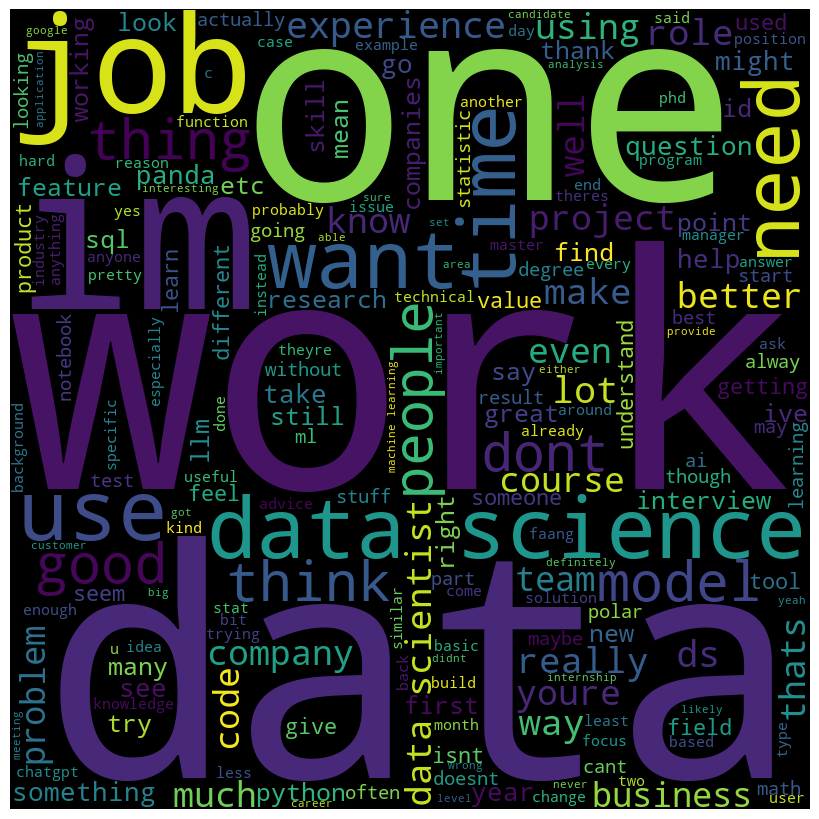 google
look
actually
experience
candidate
day
using
said
role
used
position
looking
application
working
job
one
case
example
go
thank
might
need
c
function
thing
skill
mean
companies
another
analysis
statistic
time
well
phd
id
question
program
hard
reason
panda
feature
interesting
etc
im
product
industry
anything
yes
sql
anyone
pretty
learn
different
probably
going
sure
issue
able
know
want
instead
research
set
area
technical
master
end
theres
project
degree
value
find
every
make
point
manager
help
answer
start
better
best
provide
ask
notebook
especially
theyre
without
take
still
ml
done
people
important
machine learning
say
result
great
even
either
lot
around
already
dont
understand
ive
may
alway
getting
work
background
specific
llm
test
useful
feel
got
kind
advice
stuff
course
someone
ai
though
interview
learning
use
customer
good
data science
think
data scientist
right
faang
definitely
team
model
tool
yeah
seem
big
enough
stat
bit
trying
similar
part
come
solution
polar
problem
u
idea
many
see
knowledge
try
company
code
give
back
basic
didnt
build
first
month
isnt
doesnt
maybe
new
really
internship
youre
way
least
focus
ds
likely
field
based
type
thats
data
meeting
chatgpt
something
less
much
python
career
often
level
year
wrong
never
change
cant
two
business
math
user